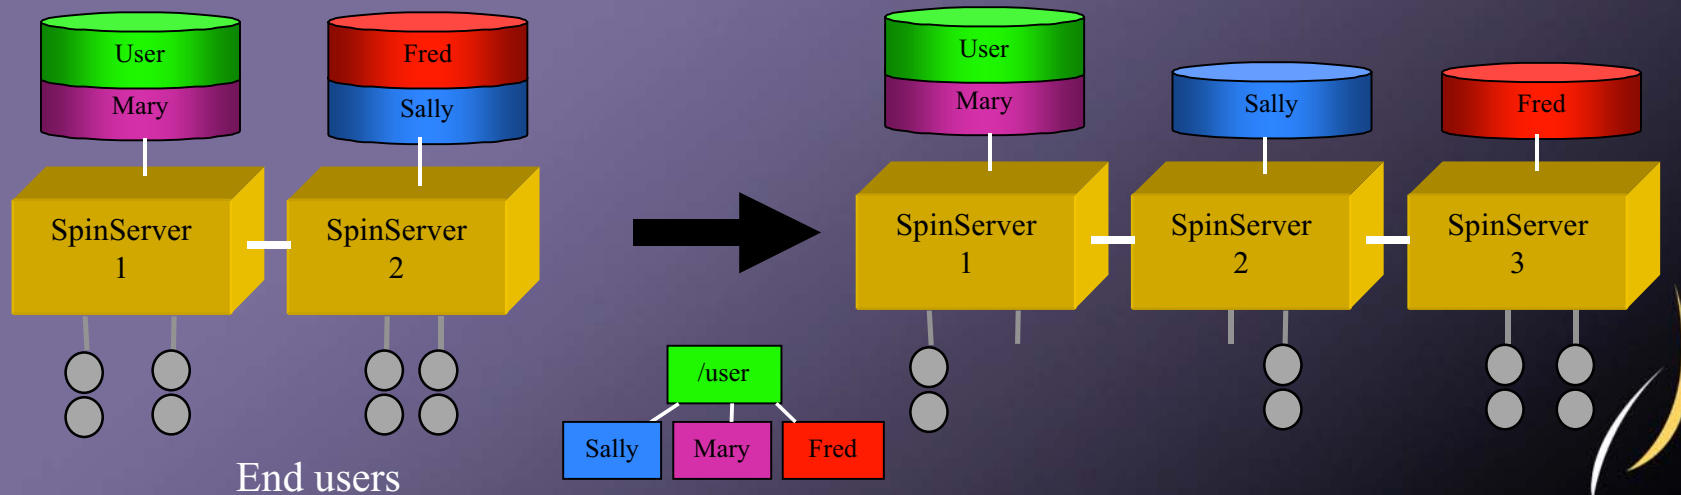 User
Mary
Fred
Sally
SpinServer
1
SpinServer
2
User
Mary
Sally
Fred
SpinServer
1
SpinServer
2
SpinServer
3
/user
Sally
Mary
Fred
End users